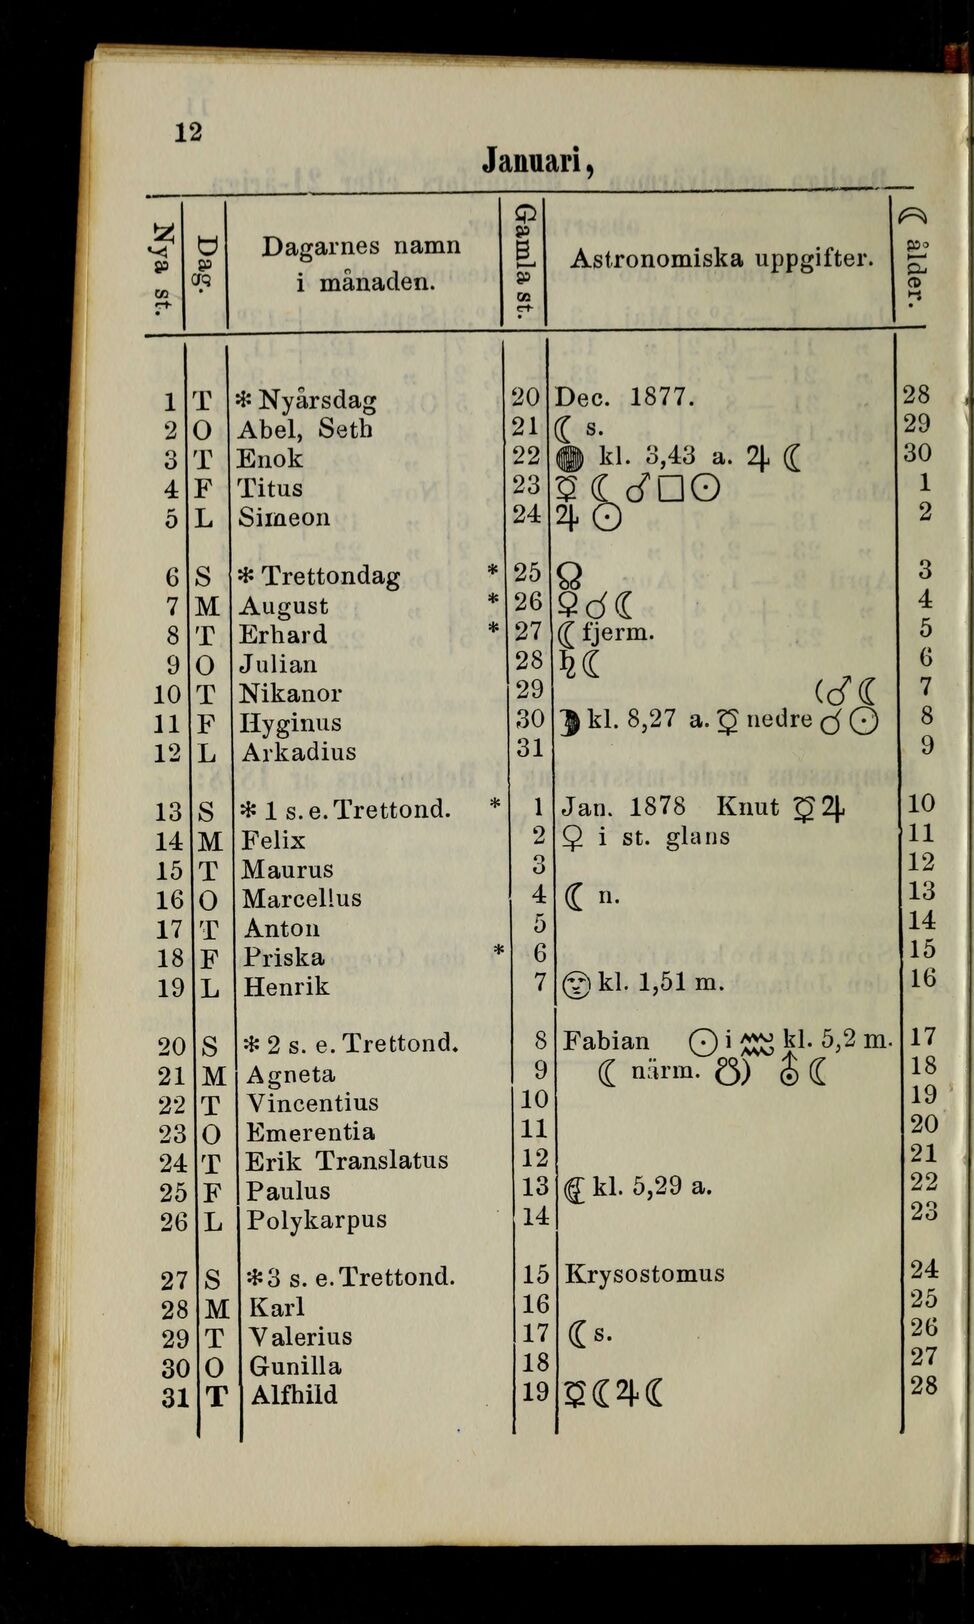 12
Januari,
Nya st. Dag. Dagarnes namn i månaden. Gamla st. Astronomiska uppgifter. ☾ ålder.
1 T * Nyårsdag 20 Dec. 1877. 28
2 O Abel, Seth 21 ☾ s. 29
3 T Enok 22 ● kl. 3,43 a. ♃ ☾ 30
4 F Titus 23 ☿ ☾ ♂ □ ⊙ 1
5 L Simeon 24 ♃ ⊙ 2
6 S * Trettondag * 25 ☊ 3
7 M August * 26 ♀ ☌ ☾ 4
8 T Erhard * 27 ☾ fjerm. 5
9 O Julian 28 ♄ ☾ 6
10 T Nikanor 29 (♂ ☾ 7
11 F Hyginus 30 ☽ kl. 8,27 a. ☿ nedre ☌ ⊙ 8
12 L Arkadius 31 9
13 S * 1 s. e. Trettond. * 1 Jan. 1878 Knut ☿ ♃ 10
14 M Felix 2 ♀ i st. glans 11
15 T Maurus 3 12
16 O Marcellus 4 ☾ n. 13
17 T Anton 5 14
18 F Priska * 6 15
19 L Henrik 7 🌝 kl. 1,51 m. 16
20 S * 2 s. e. Trettond. 8 Fabian ⊙ i ♒ kl. 5,2 m. 17
21 M Agneta 9 ☾ närm. ☋) ⛢ ☾ 18
22 T Vincentius 10 19
23 O Emerentia 11 20
24 T Erik Translatus 12 21
25 F Paulus 13 ☾ kl. 5,29 a. 22
26 L Polykarpus 14 23
27 S * 3 s. e. Trettond. 15 Krysostomus 24
28 M Karl 16 25
29 T Valerius 17 ☾ s. 26
30 O Gunilla 18 27
31 T Alfhild 19 ☿ ☾ ♃ ☾ 28